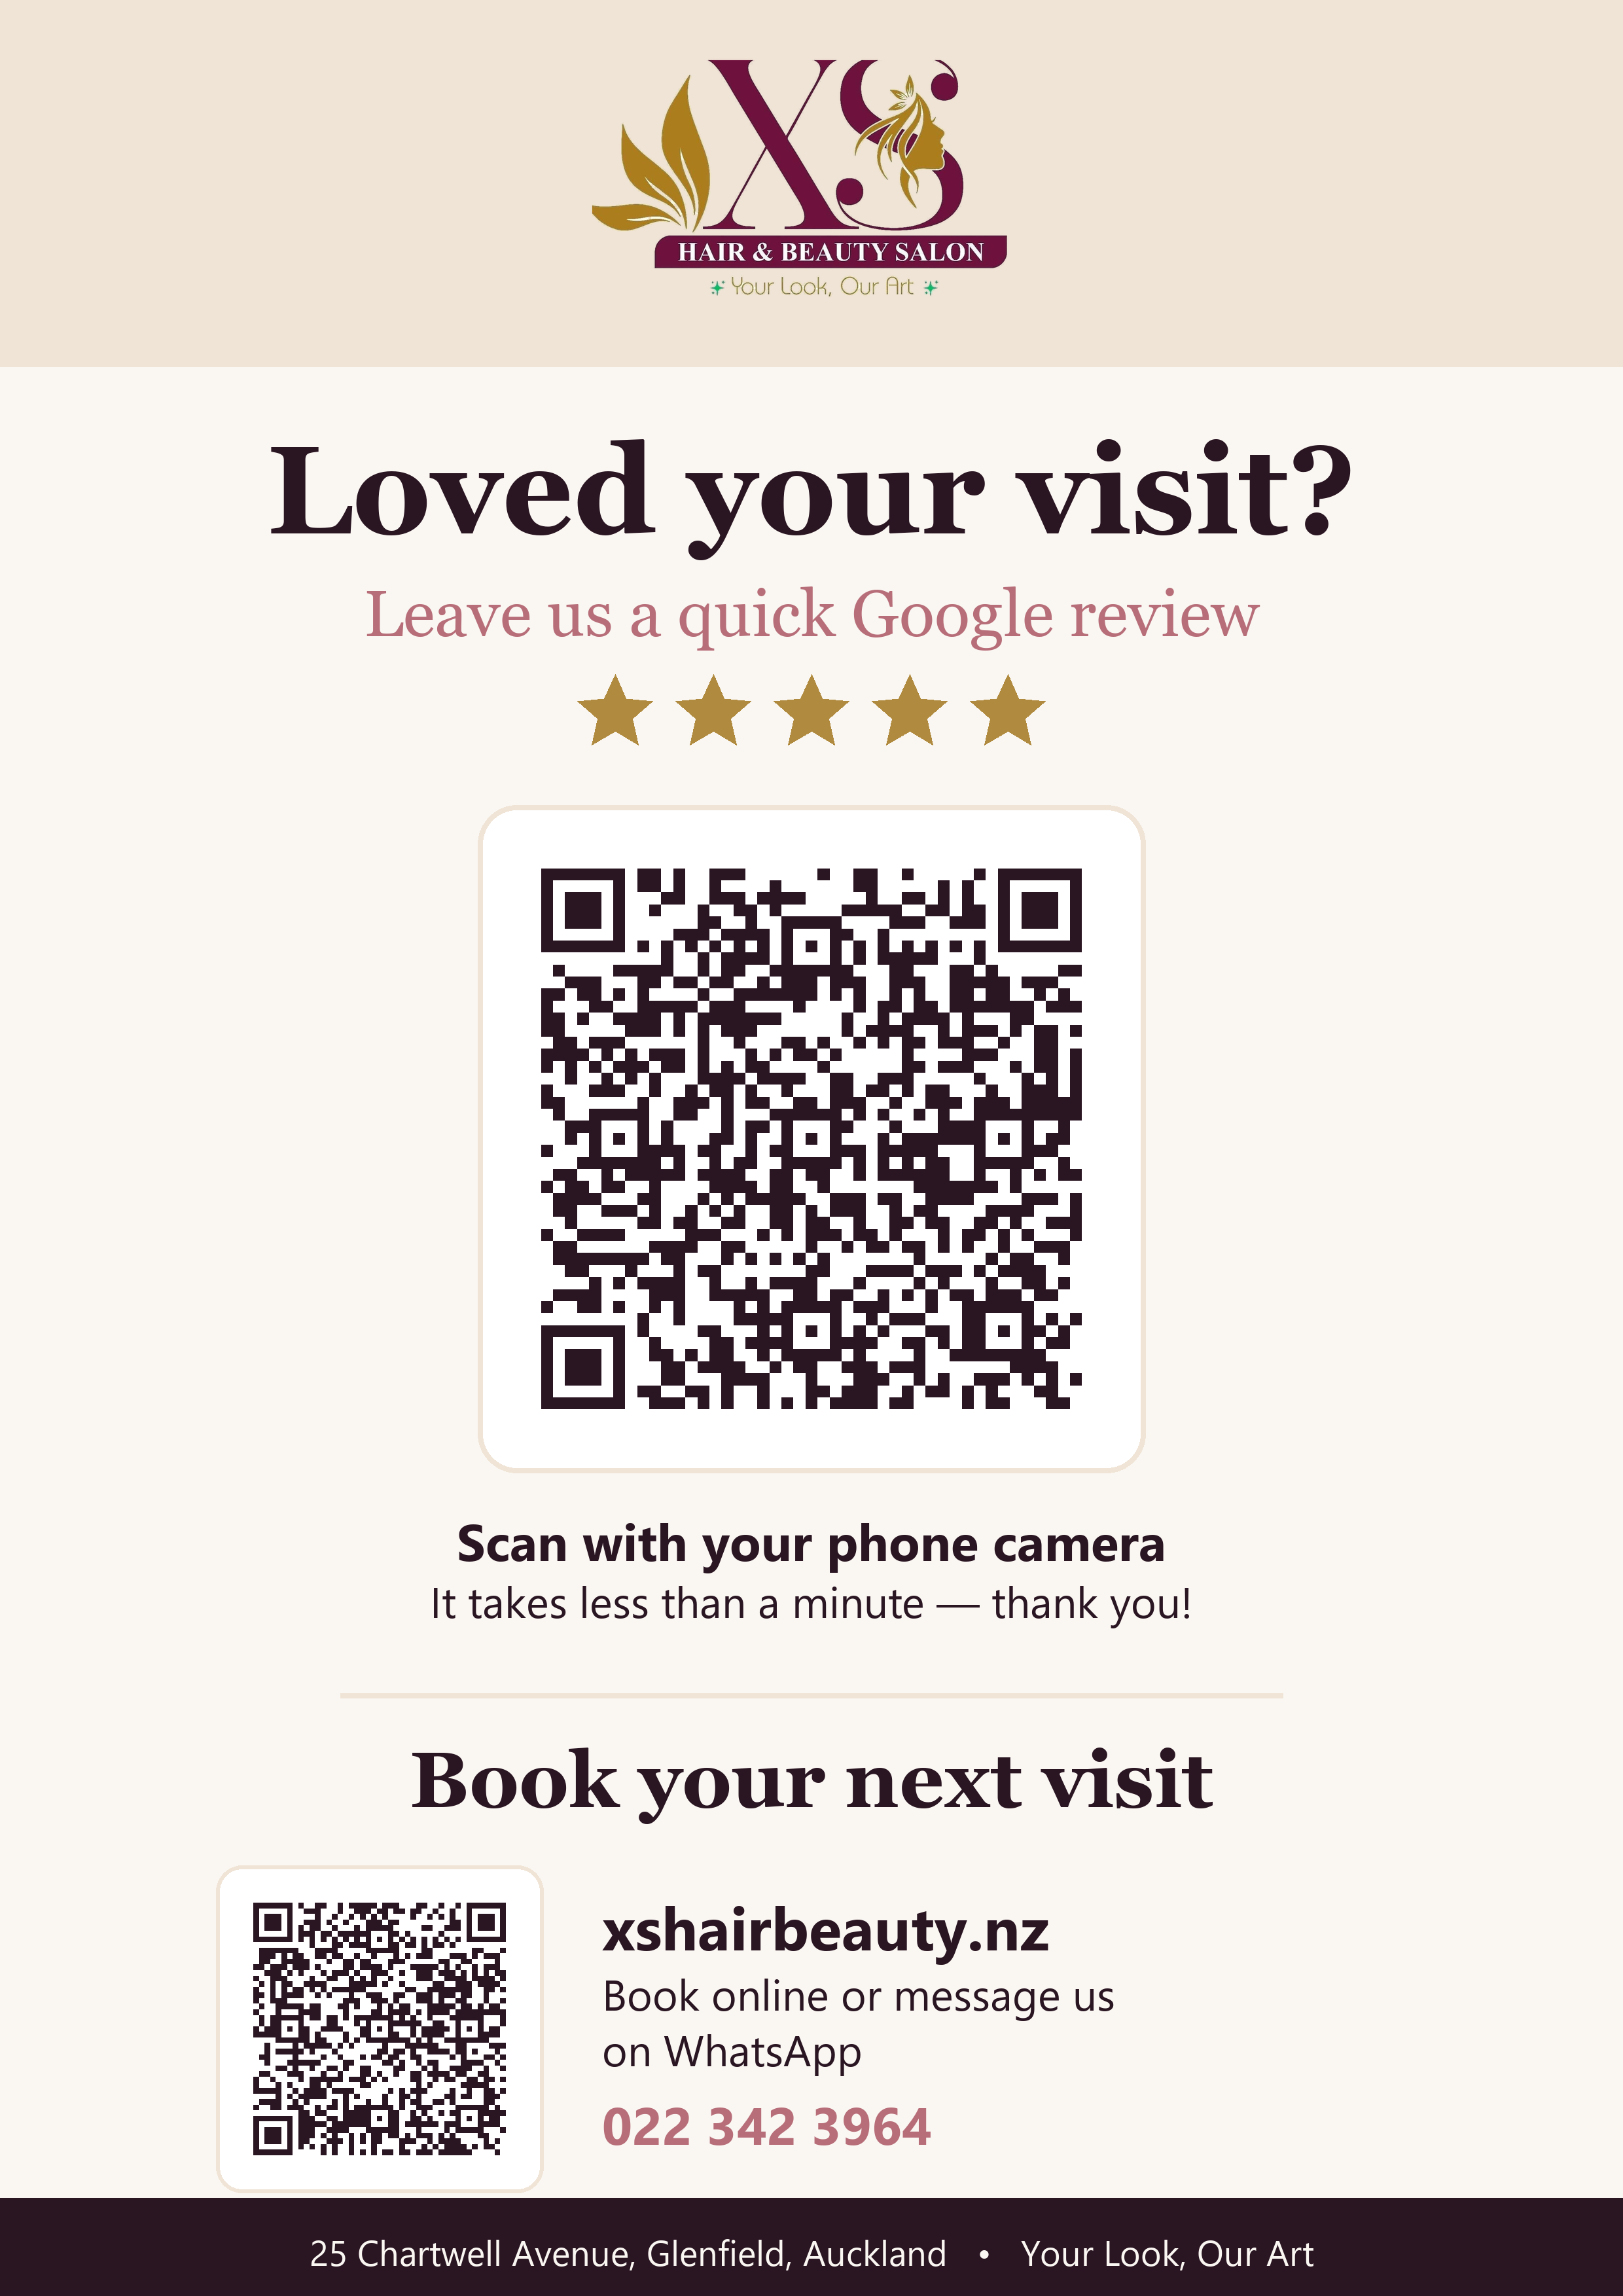 XS
HAIR & BEAUTY SALON
Your Look, Our Art
Loved your visit?
Leave us a quick Google review
Scan with your phone camera
It takes less than a minute — thank you!
Book your next visit
xshairbeauty.nz
Book online or message us
on WhatsApp
022 342 3964
25 Chartwell Avenue, Glenfield, Auckland • Your Look, Our Art